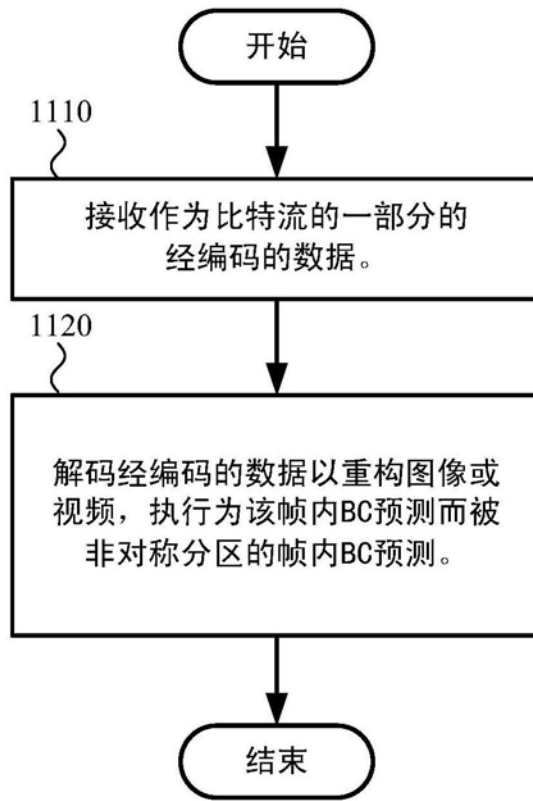 开始
1110
接收作为比特流的一部分的
经编码的数据。
1120
解码经编码的数据以重构图像或
视频，执行为该帧内BC预测而被
非对称分区的帧内BC预测。
结束